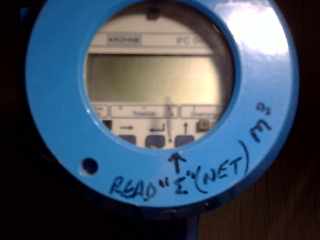 KROHNE
READ "Σ" (NET) M3